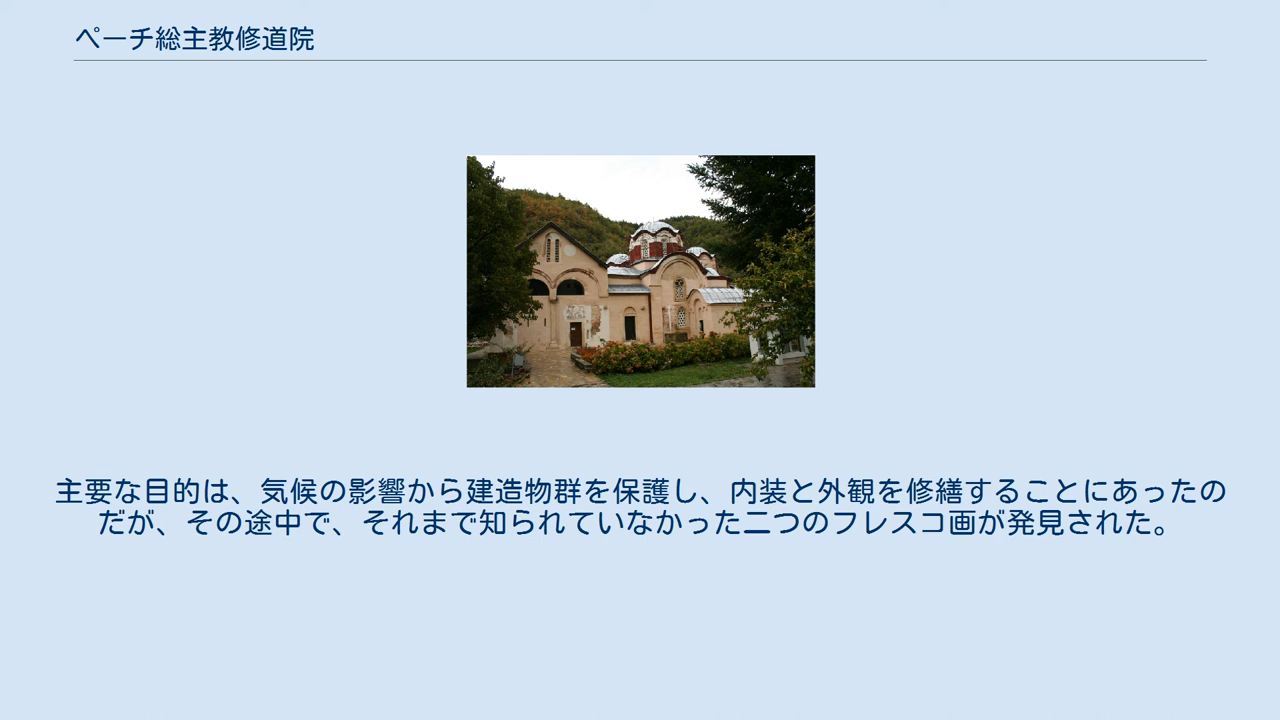 ペーチ総主教修道院
主要な目的は、気候の影響から建造物群を保護し、内装と外観を修繕することにあったの
だが、その途中で、それまで知られていなかった二つのフレスコ画が発見された。